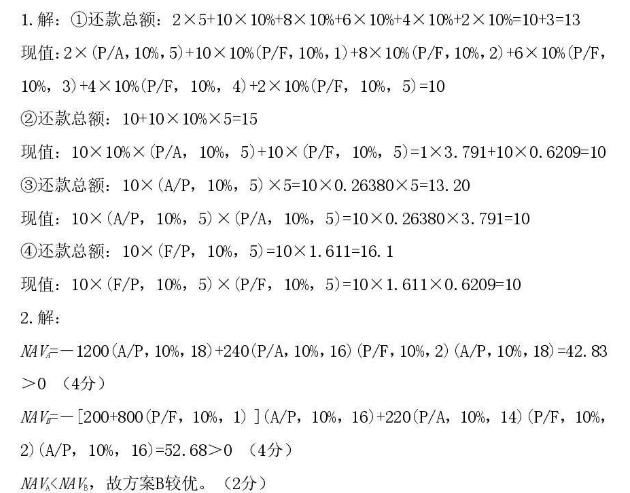 1.解：①还款总额：2×5+10×10%+8×10%+6×10%+4×10%+2×10%=10+3=13
现值：2×(P/A,10%,5)+10×10%(P/F,10%,1)+8×10%(P/F,10%,2)+6×10%(P/F,
10%，3)+4×10%(P/F，10%，4)+2×10%(P/F，10%，5)=10
②还款总额：10+10×10%×5=15
现值：10×10%×(P/A，10%，5)+10×(P/F，10%，5)=1×3.791+10×0.6209=10
③还款总额：10×(A/P，10%，5)×5=10×0.26380×5=13.20
现值：10×(A/P，10%，5)×(P/A，10%，5)=10×0.26380×3.791=10
④还款总额：10×(F/P，10%，5)=10×1.611=16.1
现值：10×(F/P，10%，5)×(P/F，10%，5)=10×1.611×0.6209=10
2.解：
NAV_A=－1200(A/P,10%,18)+240(P/A,10%,16)(P/F,10%,2)(A/P,10%,18)=42.83
＞0 （4分）
NAV_B=－[200+800(P/F，10%，1)](A/P，10%，16)+220(P/A，10%，14)(P/F，10%，
2)(A/P，10%，16)=52.68＞0 （4分）
NAV_A<NAV_B，故方案B较优。（2分）